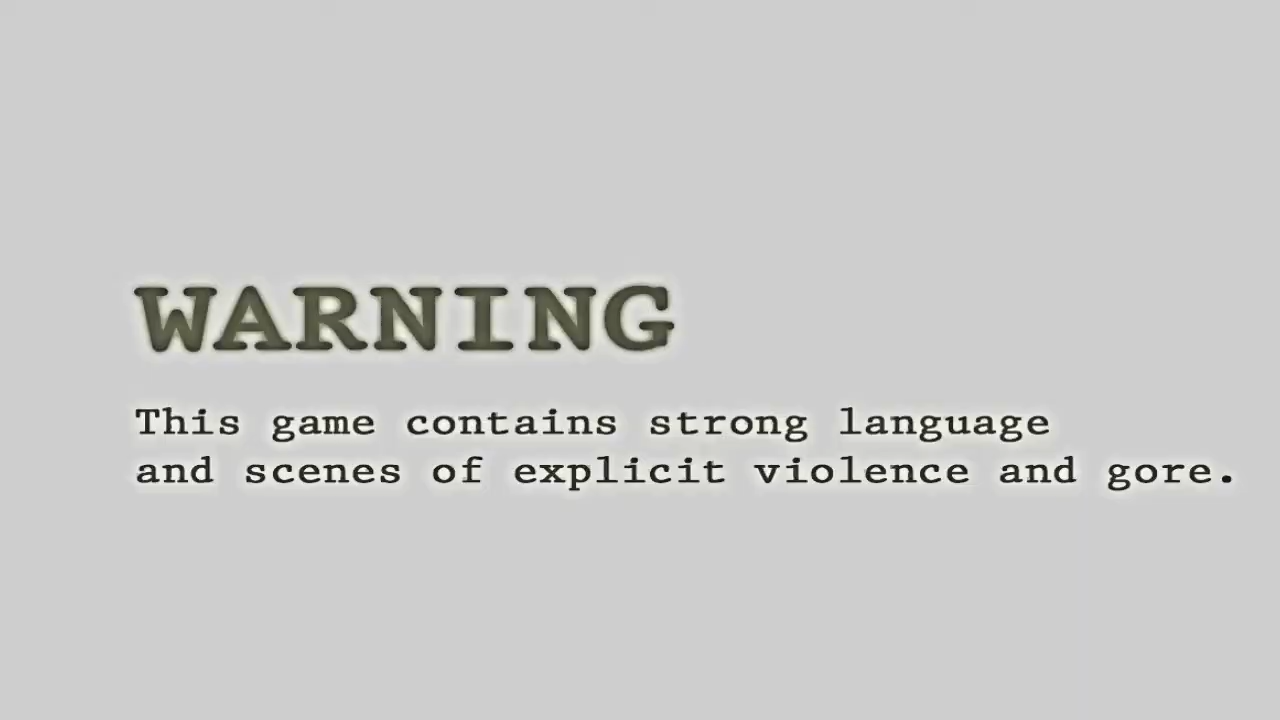 WARNING
This game contains strong language
and scenes of explicit violence and gore.